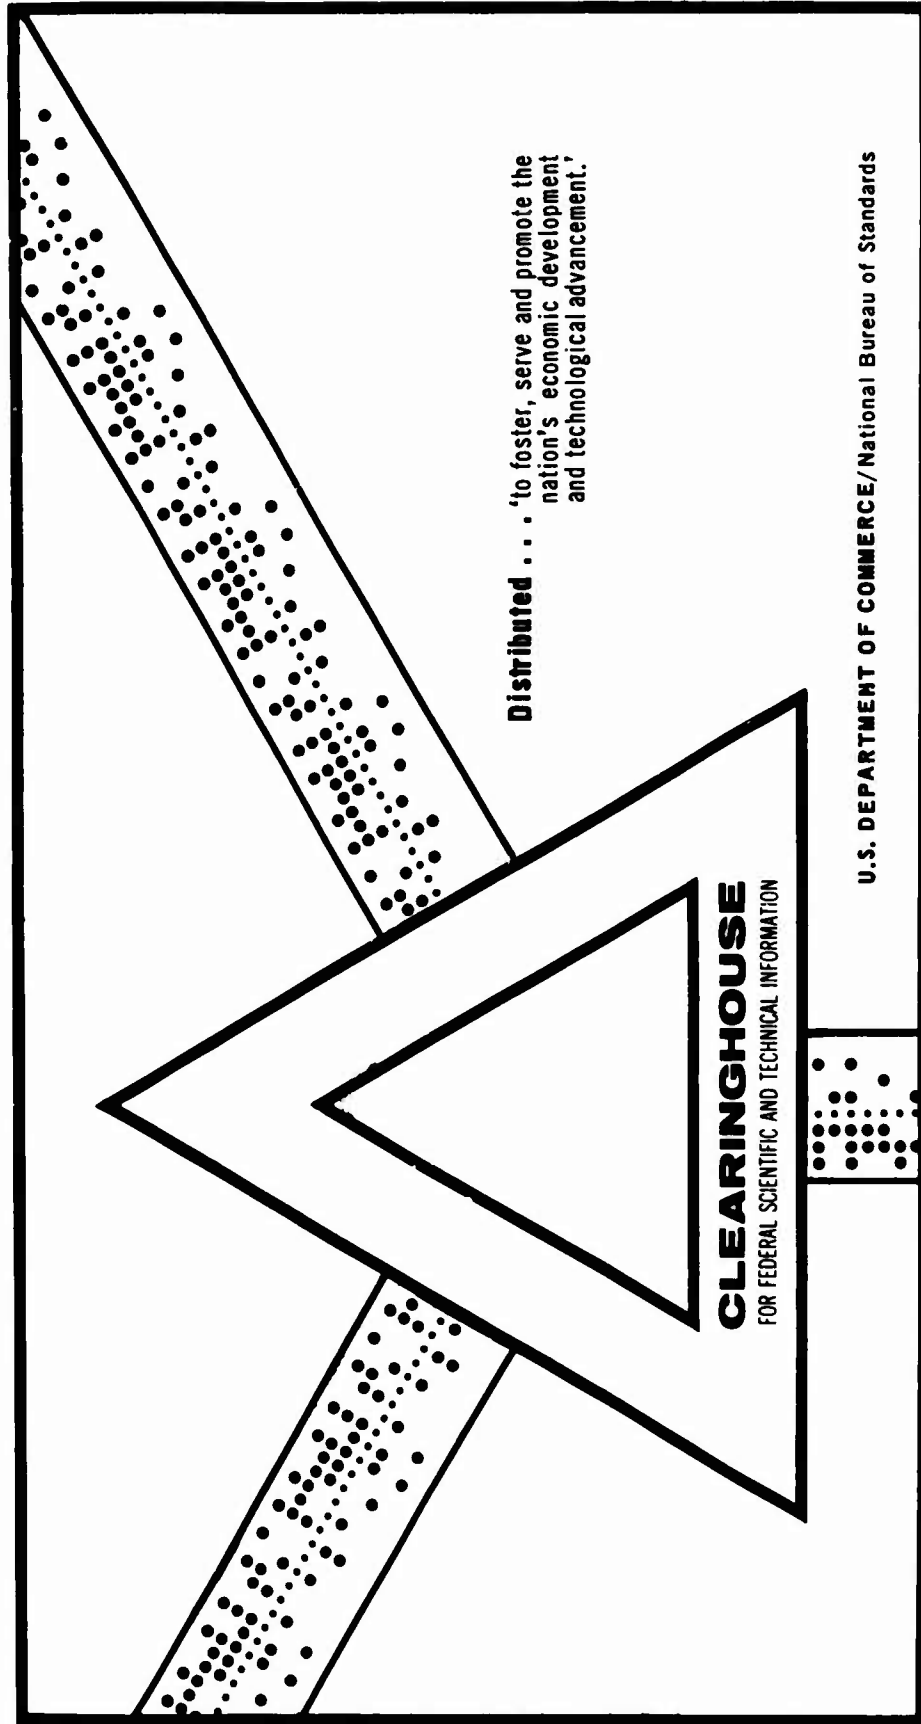 Distributed . . . 'to foster, serve and promote the
nation's economic development
and technological advancement.'
CLEARINGHOUSE
FOR FEDERAL SCIENTIFIC AND TECHNICAL INFORMATION
U.S. DEPARTMENT OF COMMERCE/National Bureau of Standards